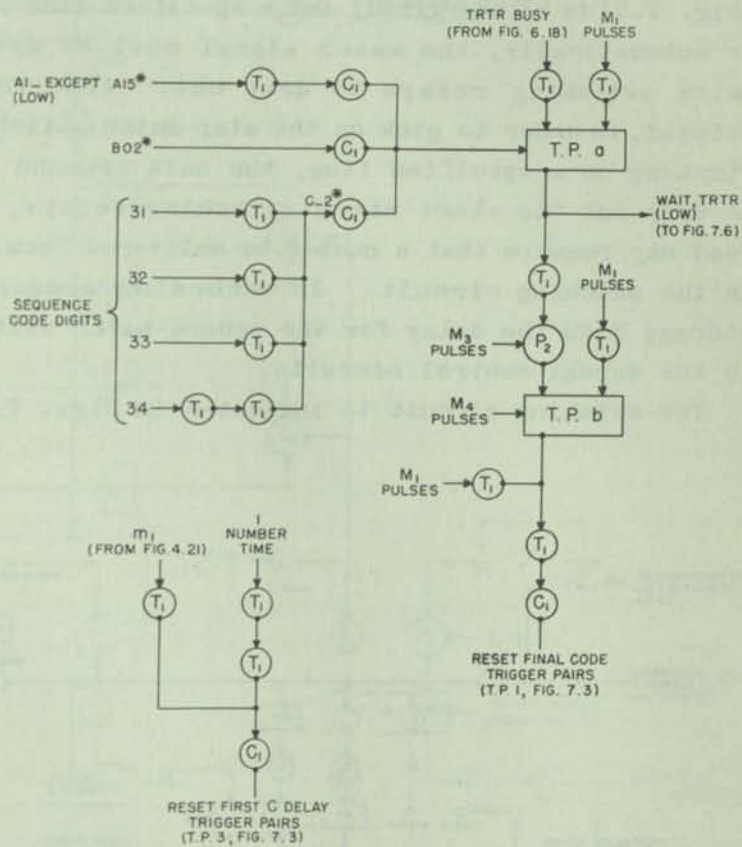 TRTR BUSY
(FROM FIG. 6.18)
M1
PULSES
T1
T1
A1_ EXCEPT A15*
(LOW)
T1
C1
B02*
C1
T.P. a
C_2*
31
T1
C1
WAIT, TRTR
(LOW)
(TO FIG. 7.6)
32
T1
T1
M1
PULSES
SEQUENCE
CODE DIGITS
33
T1
M3
PULSES
P2
T1
34
T1
T1
M4
PULSES
T.P. b
M1
PULSES
T1
m1
(FROM FIG. 4.21)
1
NUMBER
TIME
T1
T1
T1
C1
T1
RESET FINAL CODE
TRIGGER PAIRS
(T.P. 1, FIG. 7.3)
C1
RESET FIRST C DELAY
TRIGGER PAIRS
(T.P. 3, FIG. 7.3)